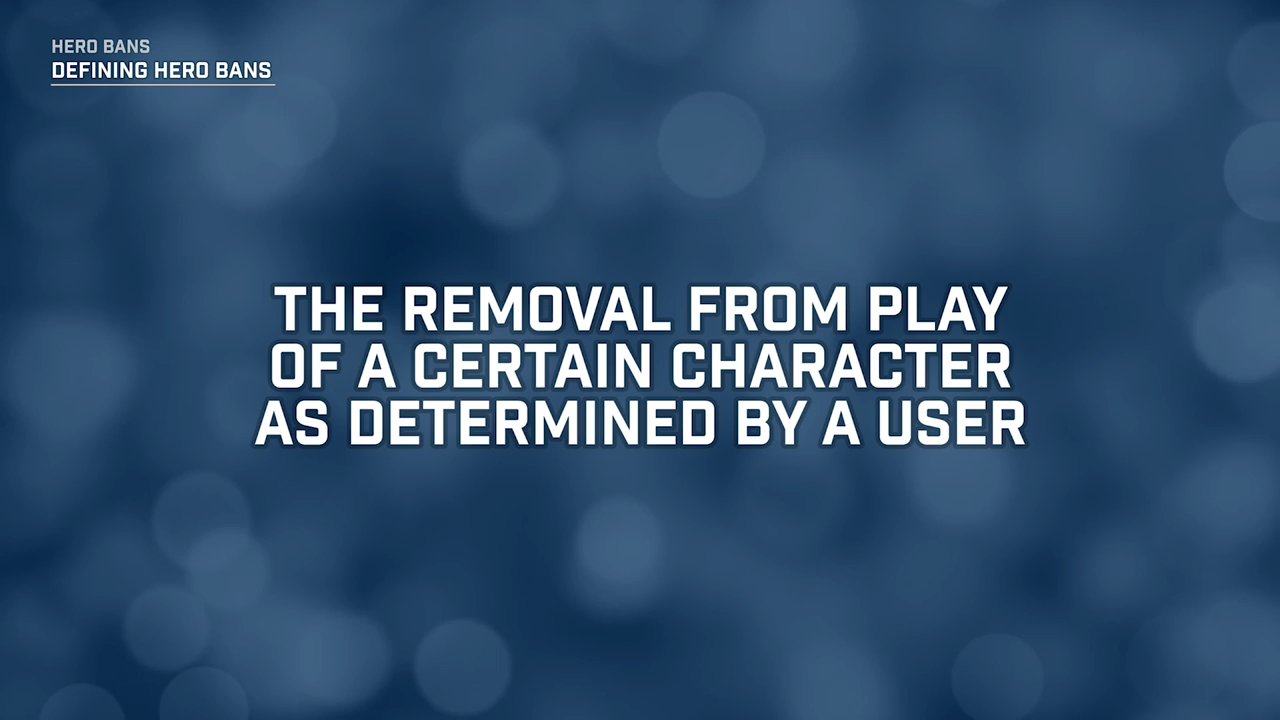 HERO BANS
DEFINING HERO BANS
THE REMOVAL FROM PLAY
OF A CERTAIN CHARACTER
AS DETERMINED BY A USER